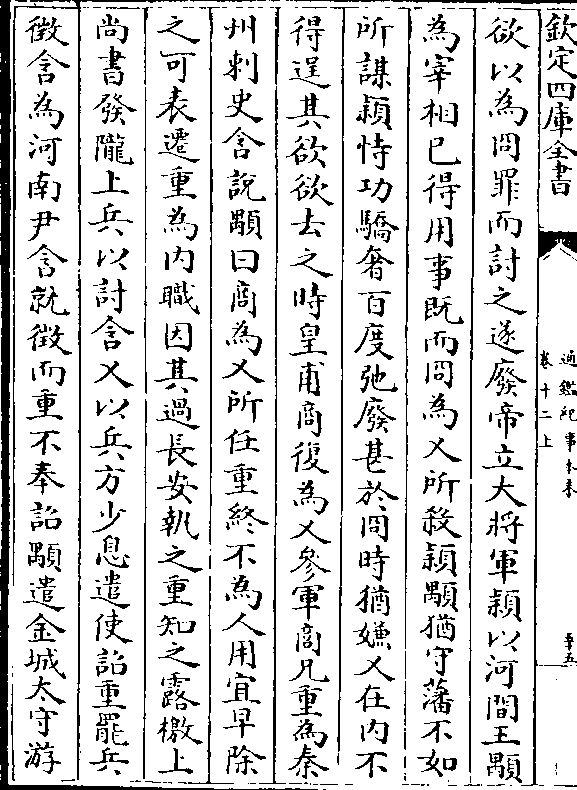 欽定四庫全書
通鑑紀事本末
卷十二上
欲以為冏罪而討之遂廢帝立大將軍頴以河間王顒
為宰相已得用事既而冏為乂所殺頴顒猶守藩不如
所謀頴恃功驕奢百度弛廢甚於冏時猶嫌乂在内不
得逞其欲欲去之時皇甫商復為乂參軍商兄重為秦
州刺史含說顒曰商為乂所任重終不為人用宜早除
之可表遷重為内職因其過長安執之重知之露檄上
尚書發隴上兵以討含乂以兵方少息遣使詔重罷兵
徵含為河南尹含就徵而重不奉詔顒遣金城太守游